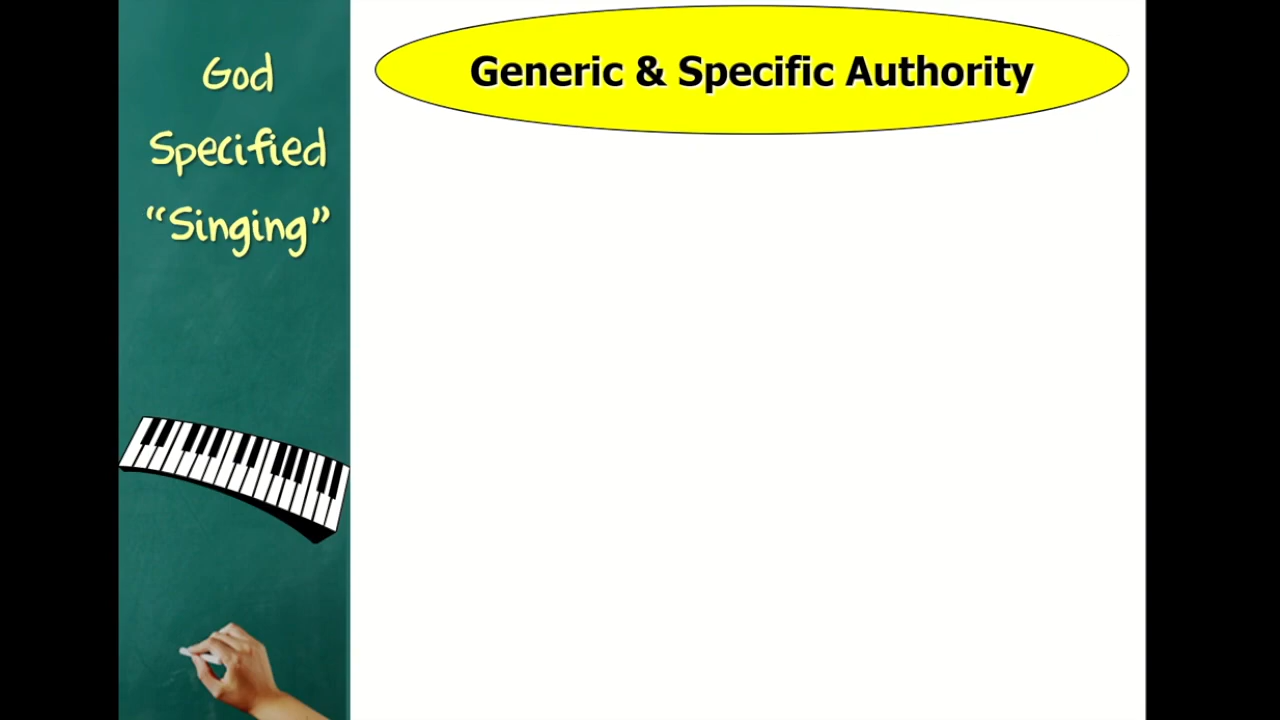 God
Specified
“Singing”
Generic & Specific Authority